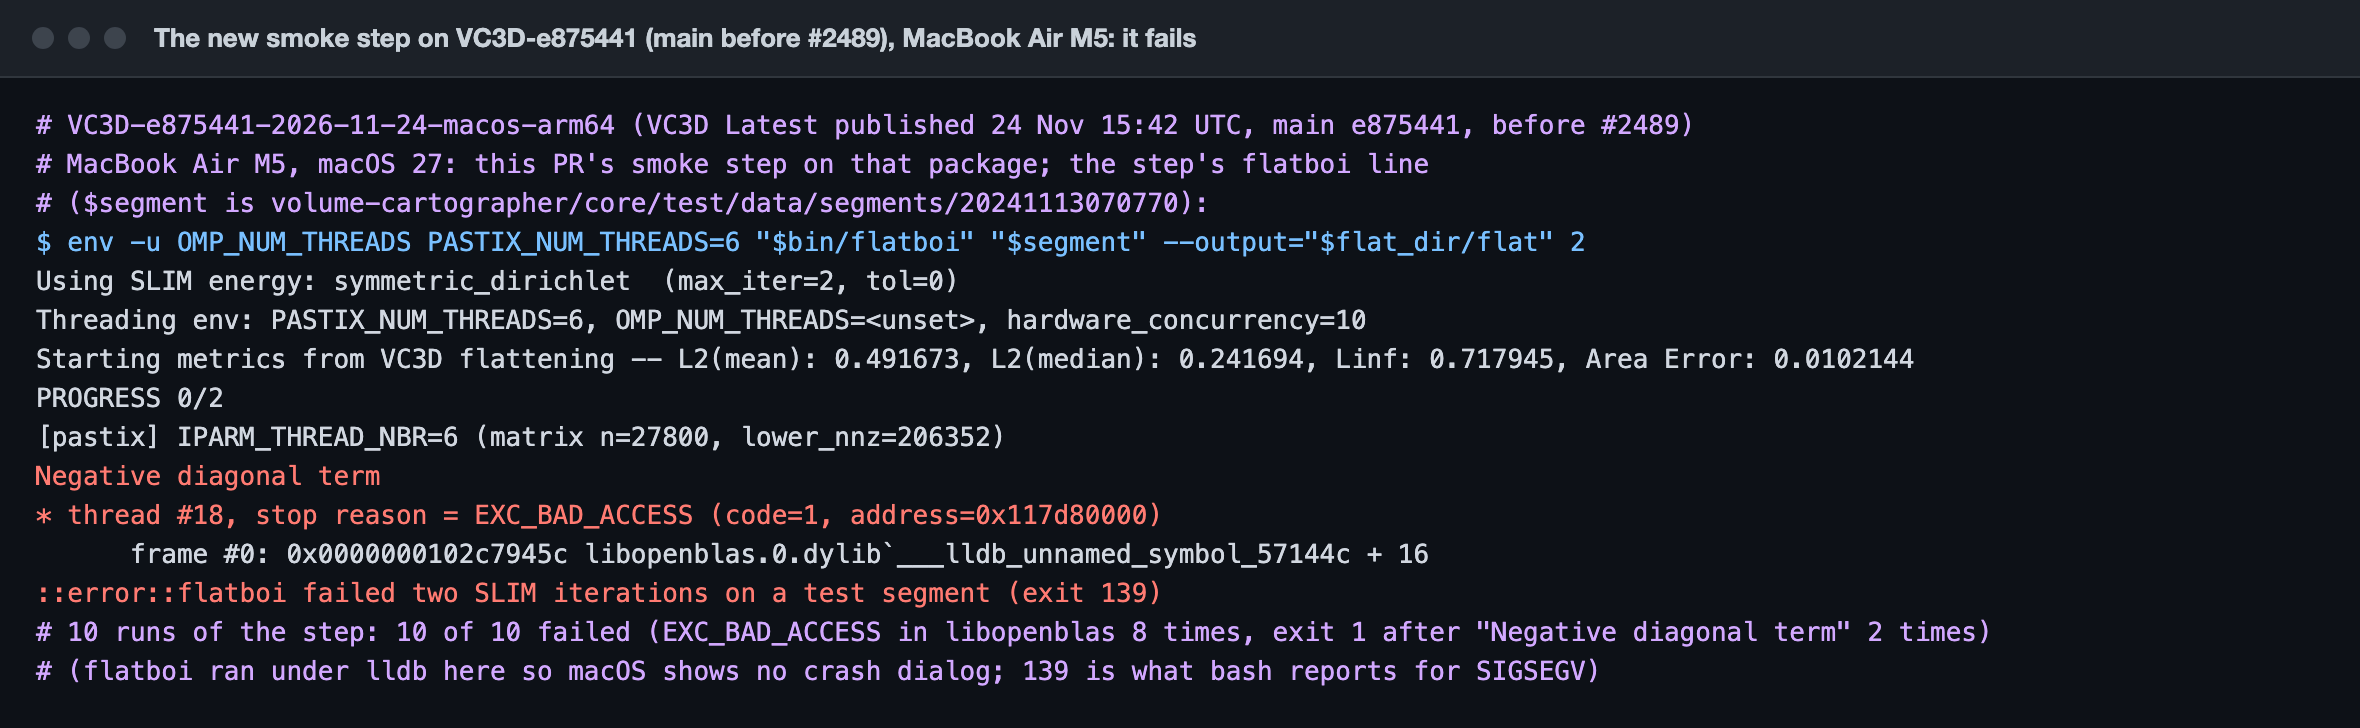 The new smoke step on VC3D-e875441 (main before #2489), MacBook Air M5: it fails
# VC3D-e875441-2026-11-24-macos-arm64 (VC3D Latest published 24 Nov 15:42 UTC, main e875441, before #2489)
# MacBook Air M5, macOS 27: this PR's smoke step on that package; the step's flatboi line
# ($segment is volume-cartographer/core/test/data/segments/20241113070770):
$ env -u OMP_NUM_THREADS PASTIX_NUM_THREADS=6 "$bin/flatboi" "$segment" --output="$flat_dir/flat" 2
Using SLIM energy: symmetric_dirichlet  (max_iter=2, tol=0)
Threading env: PASTIX_NUM_THREADS=6, OMP_NUM_THREADS=<unset>, hardware_concurrency=10
Starting metrics from VC3D flattening -- L2(mean): 0.491673, L2(median): 0.241694, Linf: 0.717945, Area Error: 0.0102144
PROGRESS 0/2
[pastix] IPARM_THREAD_NBR=6 (matrix n=27800, lower_nnz=206352)
Negative diagonal term
* thread #18, stop reason = EXC_BAD_ACCESS (code=1, address=0x117d80000)
      frame #0: 0x0000000102c7945c libopenblas.0.dylib`___lldb_unnamed_symbol_57144c + 16
::error::flatboi failed two SLIM iterations on a test segment (exit 139)
# 10 runs of the step: 10 of 10 failed (EXC_BAD_ACCESS in libopenblas 8 times, exit 1 after "Negative diagonal term" 2 times)
# (flatboi ran under lldb here so macOS shows no crash dialog; 139 is what bash reports for SIGSEGV)